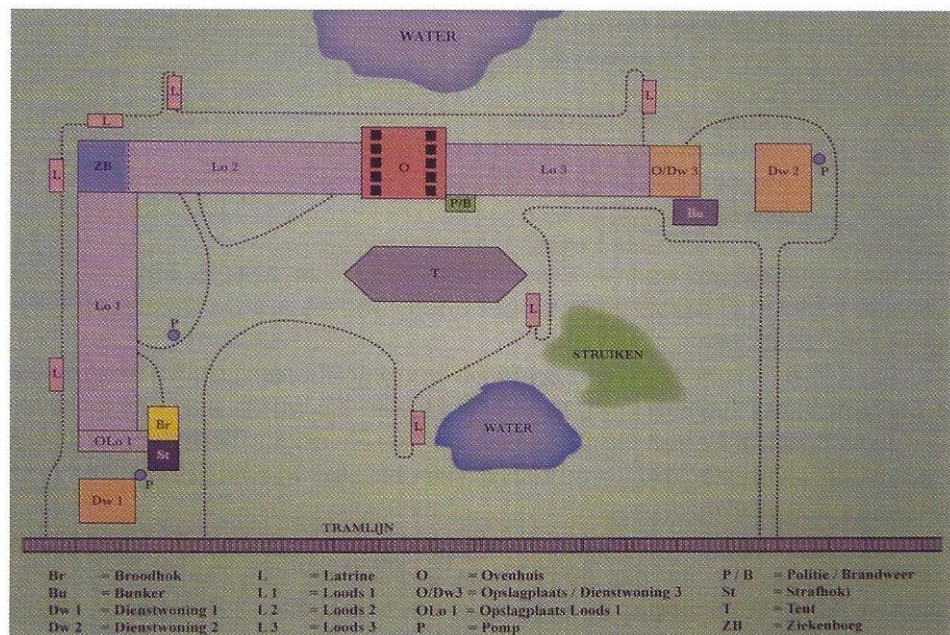 WATER
L
L
L
ZB
Lo 2
O
Lo 3
O/Dw 3
Dw 2
P
L
P/B
Bu
T
Lo 1
L
P
STRUIKEN
L
Br
L
WATER
OLo 1
St
P
Dw 1
TRAMLIJN
Br = Broodhok L = Latrine O = Ovenhuis P / B = Politie / Brandweer
Bu = Bunker L 1 = Loods 1 O/Dw3 = Opslagplaats / Dienstwoning 3 St = Strafhok)
Dw 1 = Dienstwoning 1 L 2 = Loods 2 OLo 1 = Opslagplaats Loods 1 T = Tent
Dw 2 = Dienstwoning 2 L 3 = Loods 3 P = Pomp ZB = Ziekenboeg